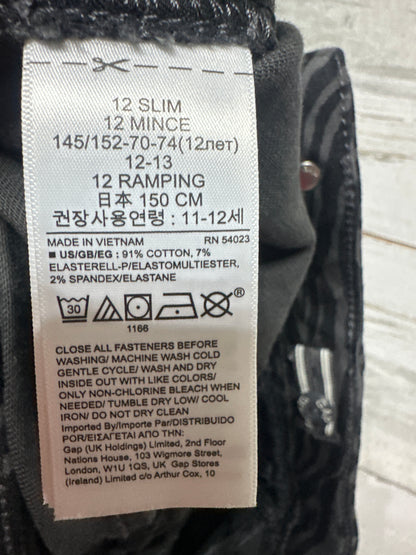 12 SLIM
12 MINCE
145/152-70-74(12лет)
12-13
12 RAMPING
日本 150 CM
권장사용연령 : 11-12세
MADE IN VIETNAM RN 54023
■ US/GB/EG : 91% COTTON, 7%
ELASTERELL-P/ELASTOMULTIESTER,
2% SPANDEX/ELASTANE
30 ®
1166
CLOSE ALL FASTENERS BEFORE
WASHING/ MACHINE WASH COLD
GENTLE CYCLE/ WASH AND DRY
INSIDE OUT WITH LIKE COLORS/
ONLY NON-CHLORINE BLEACH WHEN
NEEDED/ TUMBLE DRY LOW/ COOL
IRON/ DO NOT DRY CLEAN
Imported By/Importe Par/DISTRIBUIDO
POR/ΕΙΣΑΓΕΤΑΙ ΑΠΟ ΤΗΝ:
Gap (UK Holdings) Limited, 2nd Floor
Nations House, 103 Wigmore Street,
London, W1U 1QS, UK Gap Stores
(Ireland) Limited c/o Arthur Cox, 10